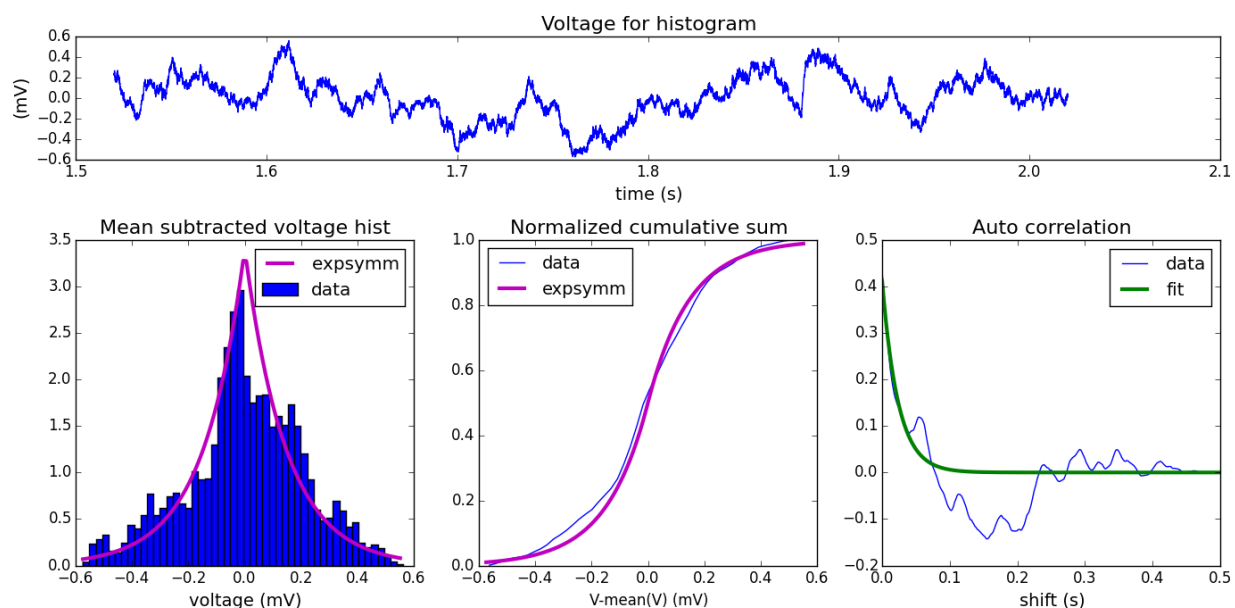 Voltage for histogram
0.6
0.4
0.2
0.0
−0.2
−0.4
−0.6
(mV)
1.5 1.6 1.7 1.8 1.9 2.0 2.1
time (s)
Mean subtracted voltage hist
3.5
3.0
2.5
2.0
1.5
1.0
0.5
0.0
expsymm
data
−0.6 −0.4 −0.2 0.0 0.2 0.4 0.6
voltage (mV)
Normalized cumulative sum
1.0
0.8
0.6
0.4
0.2
0.0
data
expsymm
−0.6 −0.4 −0.2 0.0 0.2 0.4 0.6
V-mean(V) (mV)
Auto correlation
0.5
0.4
0.3
0.2
0.1
0.0
−0.1
−0.2
data
fit
0.0 0.1 0.2 0.3 0.4 0.5
shift (s)